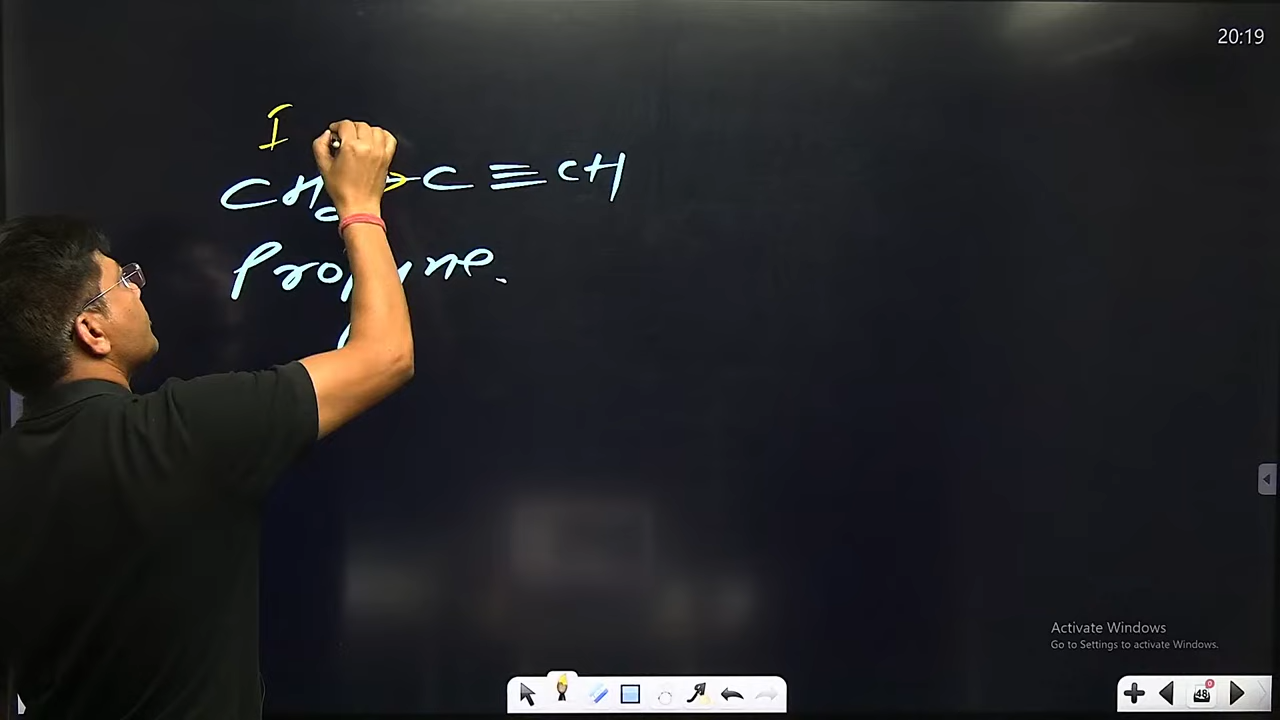 20:19
I
CH → C ≡ CH
Propyne.
Activate Windows
Go to Settings to activate Windows.
48